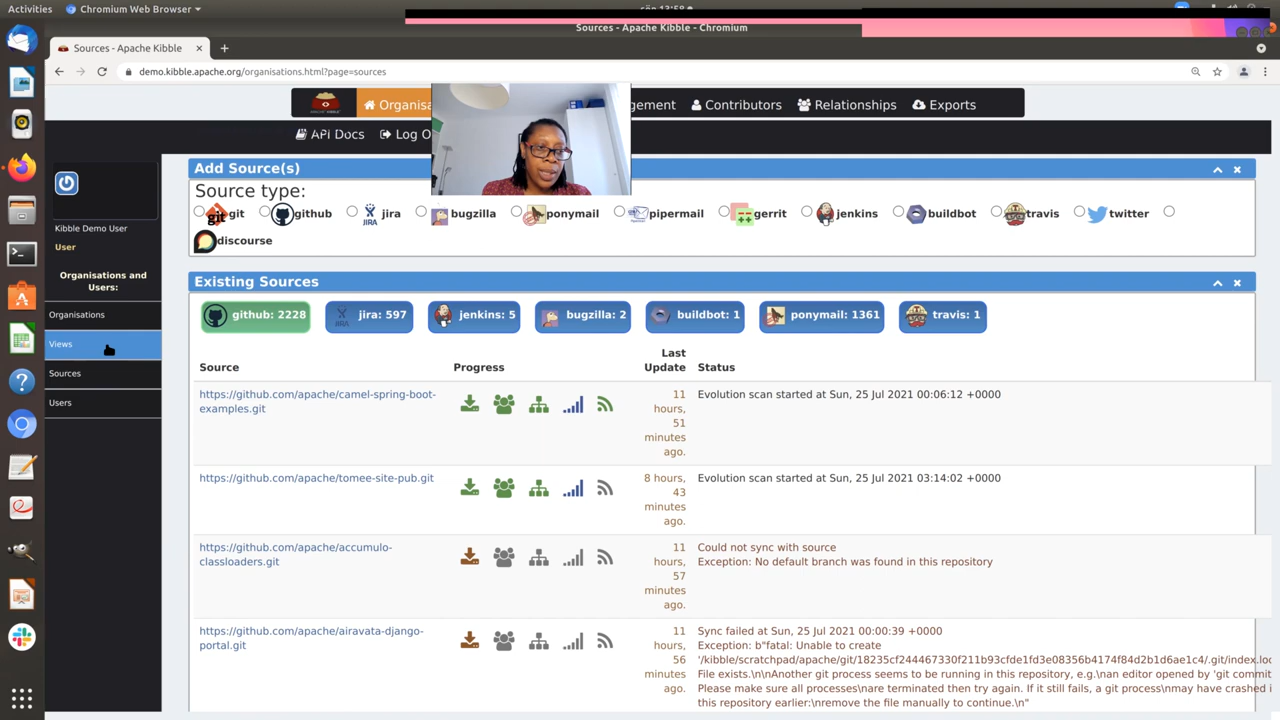 Activities
Chromium Web Browser
sön 13:58
Sources - Apache Kibble - Chromium
Sources - Apache Kibble
demo.kibble.apache.org/organisations.html?page=sources
Contributors
Relationships
Exports
API Docs
Add Source(s)
Source type:
git
github
jira
bugzilla
ponymail
pipermail
gerrit
jenkins
buildbot
travis
twitter
discourse
Kibble Demo User
User
Organisations and
Users:
Organisations
Views
Sources
Users
Existing Sources
github: 2228
jira: 597
jenkins: 5
bugzilla: 2
buildbot: 1
ponymail: 1361
travis: 1
Source
Progress
Last
Update
Status
https://github.com/apache/camel-spring-boot-
examples.git
11
hours,
51
minutes
ago.
Evolution scan started at Sun, 25 Jul 2021 00:06:12 +0000
https://github.com/apache/tomee-site-pub.git
8 hours,
43
minutes
ago.
Evolution scan started at Sun, 25 Jul 2021 03:14:02 +0000
https://github.com/apache/accumulo-
classloaders.git
11
hours,
57
minutes
ago.
Could not sync with source
Exception: No default branch was found in this repository
https://github.com/apache/airavata-django-
portal.git
11
hours,
56
minutes
ago.
Sync failed at Sun, 25 Jul 2021 00:00:39 +0000
Exception: b"fatal: Unable to create
'/kibble/scratchpad/apache/git/18235cf244467330f211b93cfde1fd3e08356b4174f84d2b1d6ae1c4/.git/index.loc
File exists.\n\nAnother git process seems to be running in this repository, e.g.\nan editor opened by 'git commit
Please make sure all processes\nare terminated then try again. If it still fails, a git process\nmay have crashed i
this repository earlier:\nremove the file manually to continue.\n"